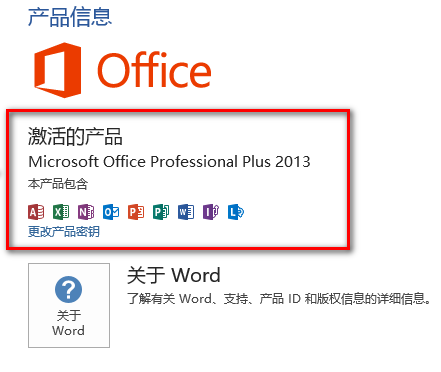 产品信息
Office
激活的产品
Microsoft Office Professional Plus 2013
本产品包含
更改产品密钥
关于 Word
了解有关 Word、支持、产品 ID 和版权信息的详细信息。
?
关于
Word